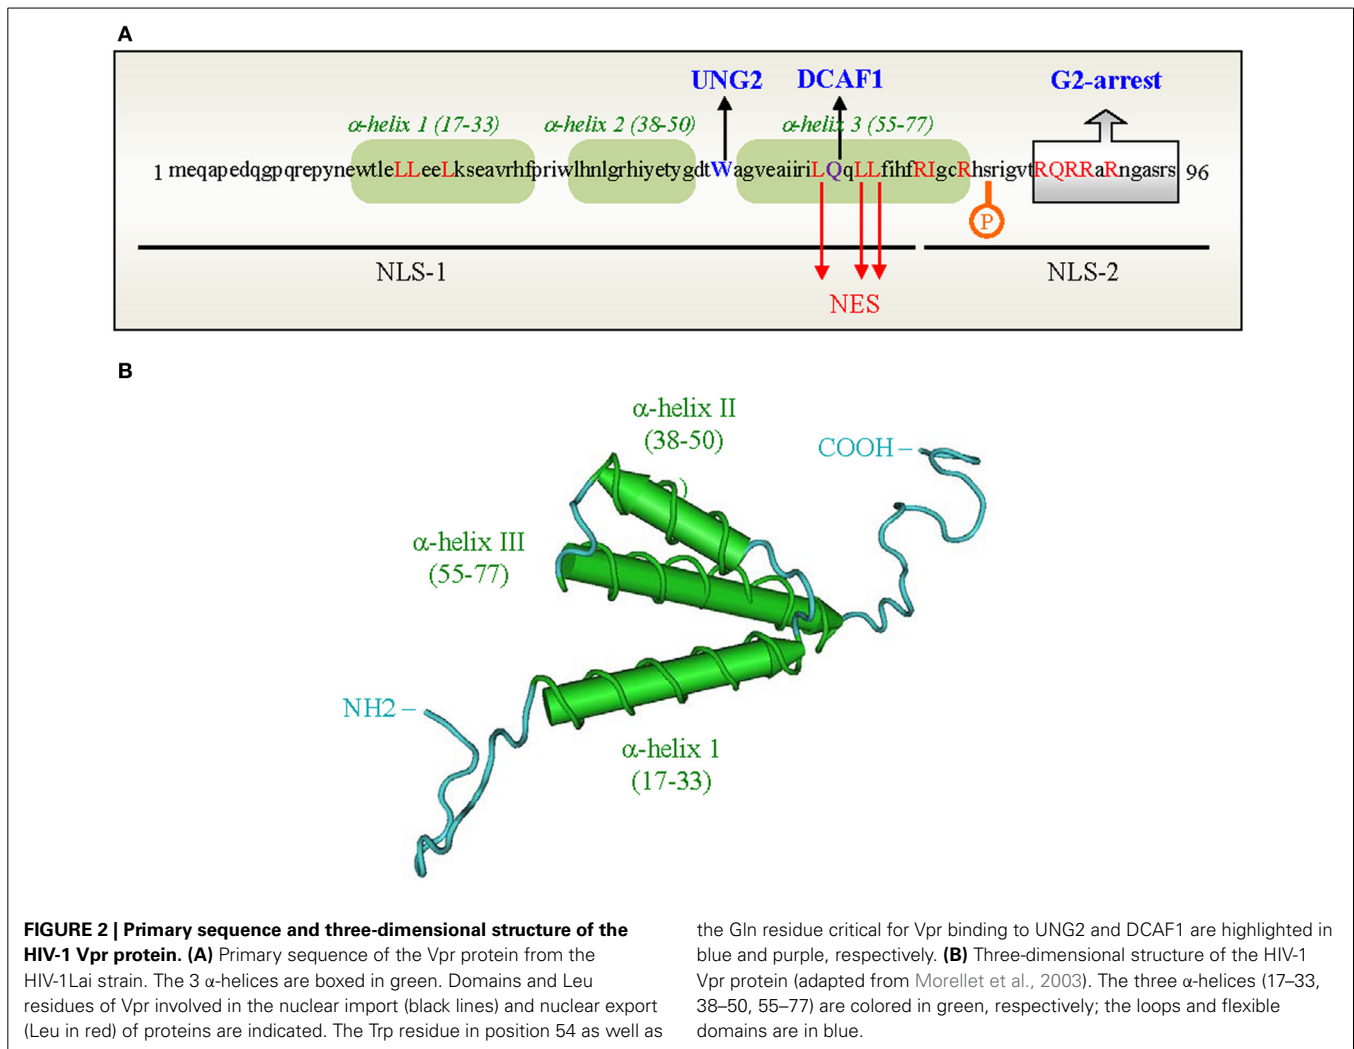 A
UNG2 DCAF1 G2-arrest
α-helix 1 (17-33) α-helix 2 (38-50) α-helix 3 (55-77)
1 meqapedqgpqrepynewtleLLeeLkseavrhfpriwlhnlgrhiyetygdtWagveaiiriLQqLLfihfRIgcRhsrigvtRQRRaRngasrs 96
P
NLS-1 NLS-2
NES
B
α-helix II
(38-50)
)
COOH –
α-helix III
(55-77)
NH2 –
α-helix 1
(17-33)
FIGURE 2 | Primary sequence and three-dimensional structure of the
HIV-1 Vpr protein. (A) Primary sequence of the Vpr protein from the
HIV-1Lai strain. The 3 α-helices are boxed in green. Domains and Leu
residues of Vpr involved in the nuclear import (black lines) and nuclear export
(Leu in red) of proteins are indicated. The Trp residue in position 54 as well as
the Gln residue critical for Vpr binding to UNG2 and DCAF1 are highlighted in
blue and purple, respectively. (B) Three-dimensional structure of the HIV-1
Vpr protein (adapted from Morellet et al., 2003). The three α-helices (17–33,
38–50, 55–77) are colored in green, respectively; the loops and flexible
domains are in blue.